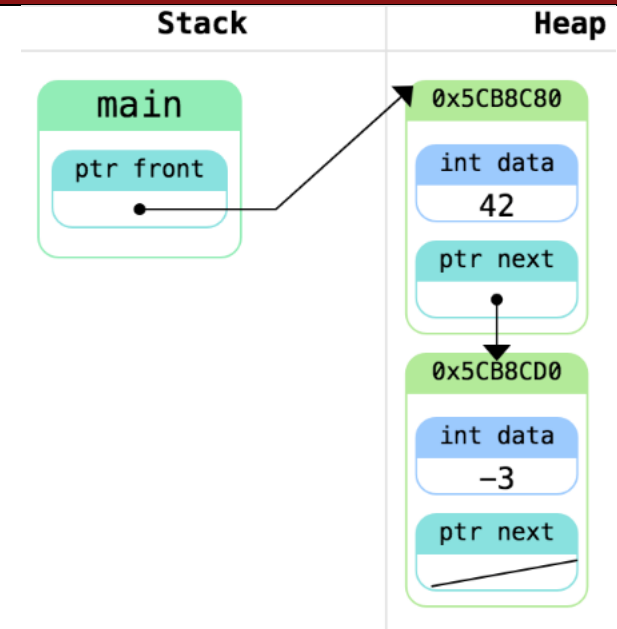 Stack
Heap
main
ptr front
0x5CB8C80
int data
42
ptr next
0x5CB8CD0
int data
-3
ptr next